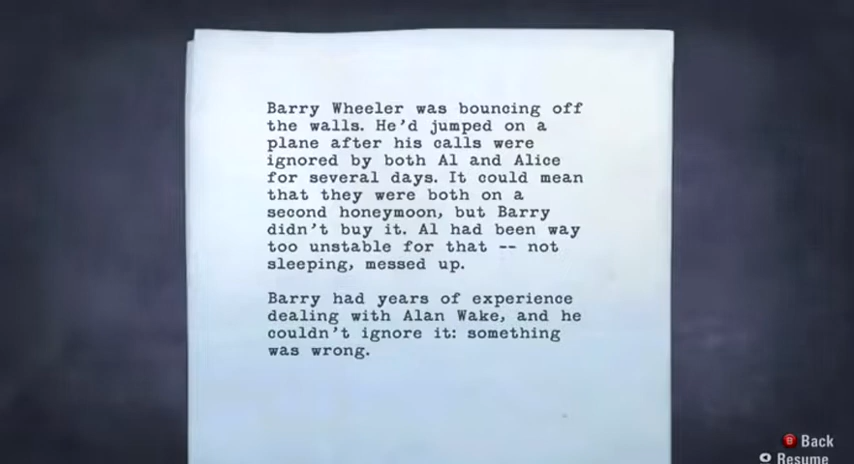 Barry Wheeler was bouncing off
the walls. He'd jumped on a
plane after his calls were
ignored by both Al and Alice
for several days. It could mean
that they were both on a
second honeymoon, but Barry
didn't buy it. Al had been way
too unstable for that -- not
sleeping, messed up.
Barry had years of experience
dealing with Alan Wake, and he
couldn't ignore it: something
was wrong.
B Back
Resume